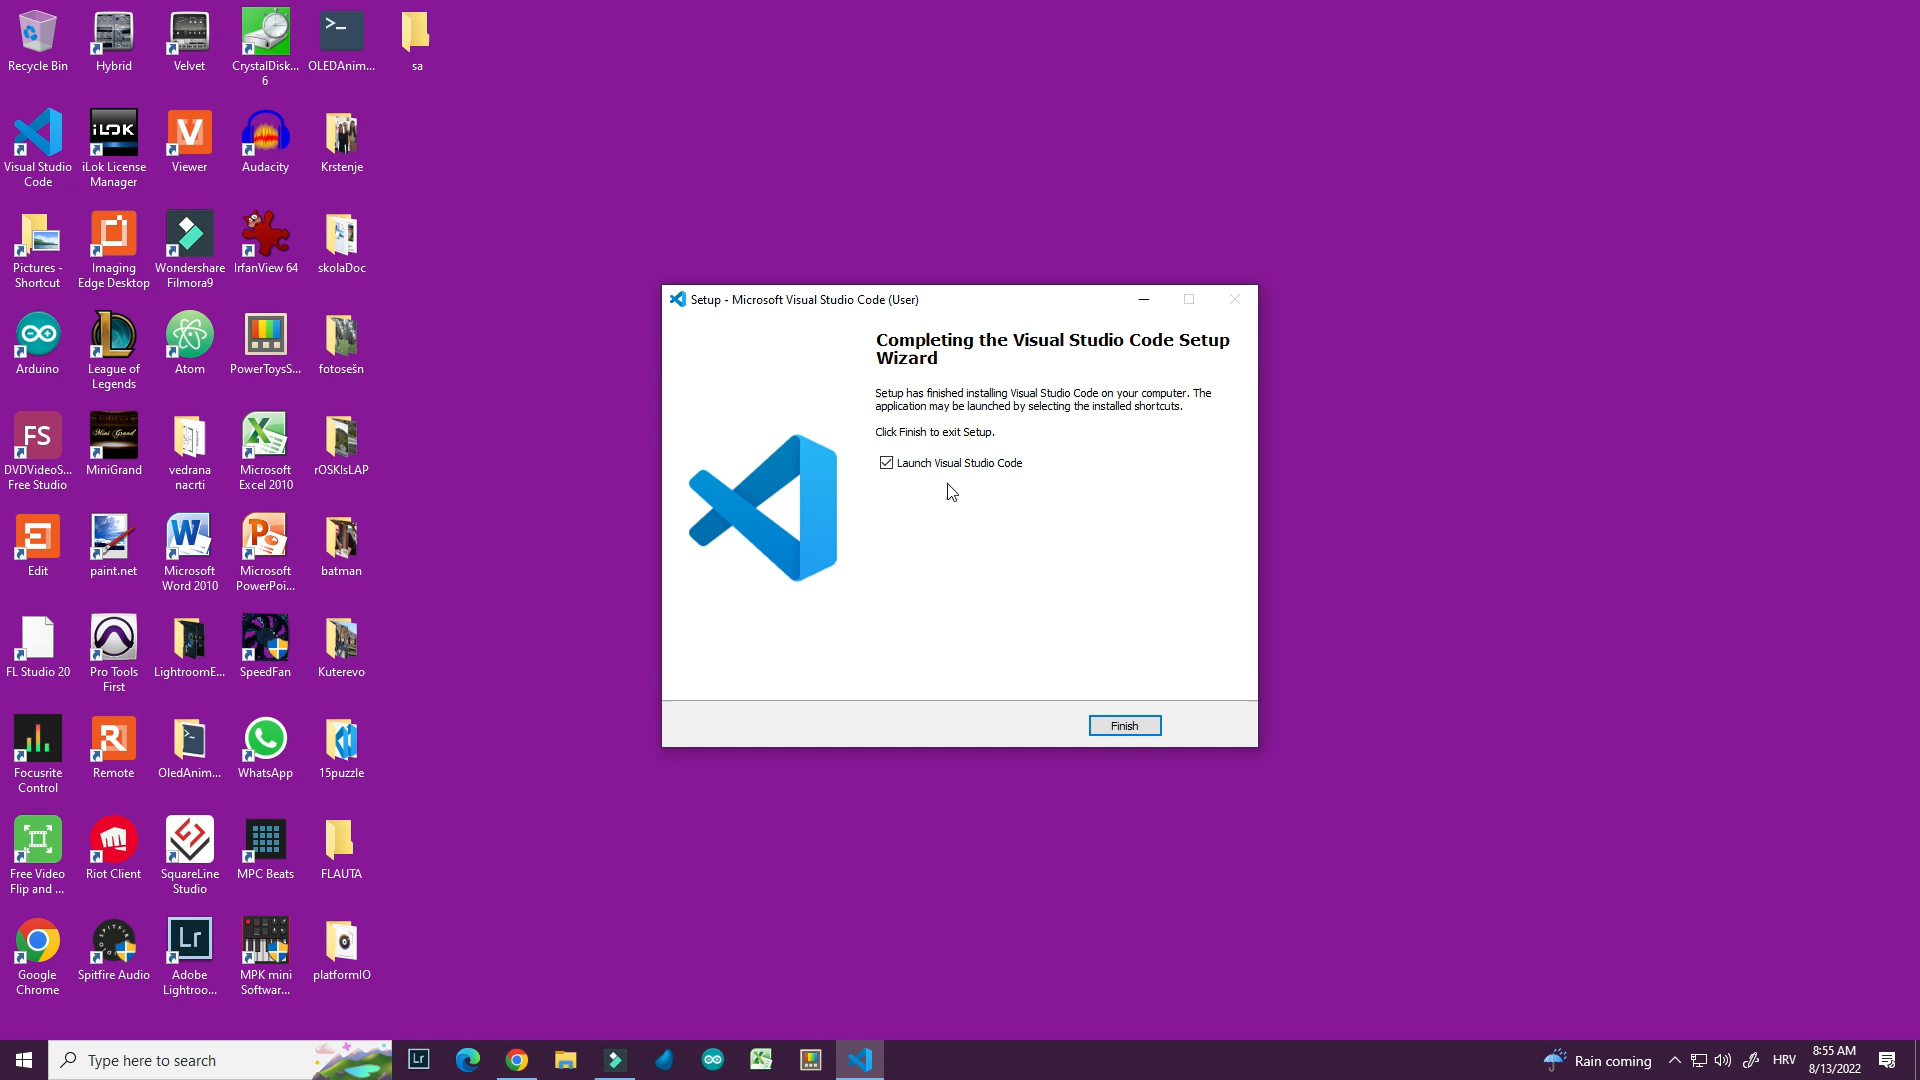 Recycle Bin
Hybrid
Velvet
CrystalDisk...
6
OLEDAnim...
sa
Visual Studio
Code
iLOK
iLok License
Manager
V
Viewer
Audacity
Krstenje
Pictures -
Shortcut
Imaging
Edge Desktop
Wondershare
Filmora9
IrfanView 64
skolaDoc
Arduino
League of
Legends
Atom
PowerToysS...
fotosešn
FS
DVDVideoS...
Free Studio
Mini Grand
MiniGrand
vedrana
nacrti
Microsoft
Excel 2010
rOSKIsLAP
Edit
paint.net
Microsoft
Word 2010
Microsoft
PowerPoi...
batman
FL Studio 20
Pro Tools
First
LightroomE...
SpeedFan
Kuterevo
Focusrite
Control
R
Remote
OledAnim...
WhatsApp
15puzzle
Free Video
Flip and ...
Riot Client
SquareLine
Studio
MPC Beats
FLAUTA
Google
Chrome
Spitfire Audio
Lr
Adobe
Lightroo...
MPK mini
Softwar...
platformIO
Setup - Microsoft Visual Studio Code (User)
Completing the Visual Studio Code Setup
Wizard
Setup has finished installing Visual Studio Code on your computer. The
application may be launched by selecting the installed shortcuts.
Click Finish to exit Setup.
Launch Visual Studio Code
Finish
Type here to search
Lr
Rain coming
HRV
8:55 AM
8/13/2022